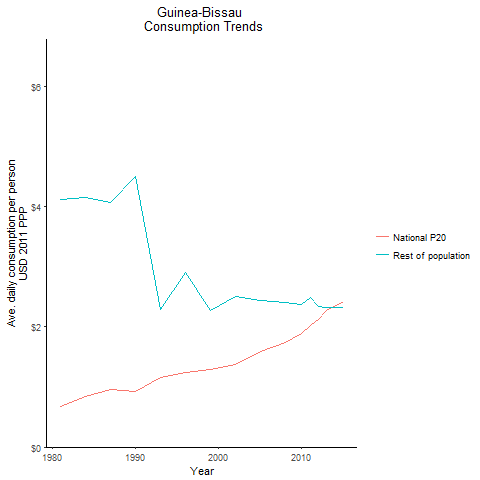 Guinea-Bissau
Consumption Trends
Ave. daily consumption per person
USD 2011 PPP
$6
$4
$2
$0
1980
1990
2000
2010
Year
National P20
Rest of population